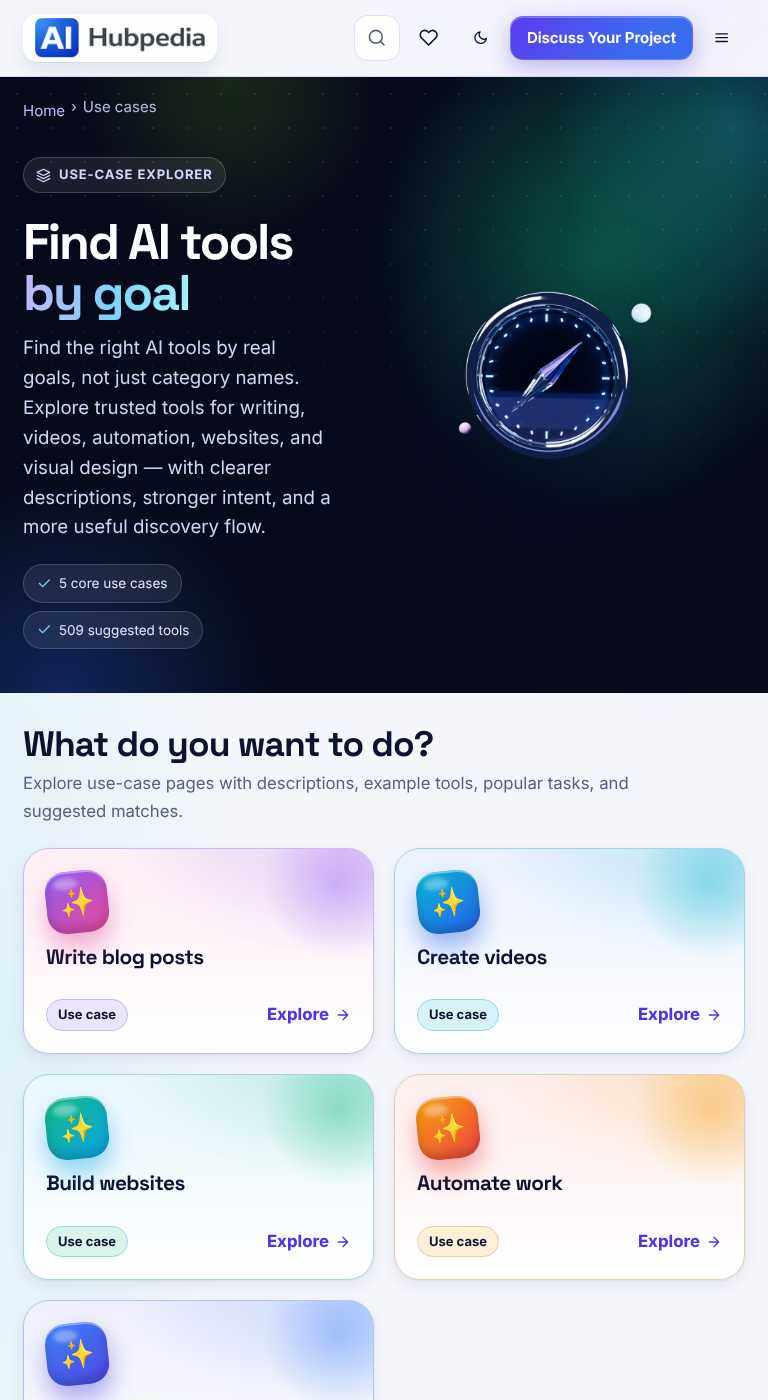 AI Hubpedia
Discuss Your Project
Home › Use cases
USE-CASE EXPLORER
Find AI tools
by goal
Find the right AI tools by real
goals, not just category names.
Explore trusted tools for writing,
videos, automation, websites, and
visual design — with clearer
descriptions, stronger intent, and a
more useful discovery flow.
5 core use cases
509 suggested tools
What do you want to do?
Explore use-case pages with descriptions, example tools, popular tasks, and
suggested matches.
Write blog posts
Use case
Explore →
Create videos
Use case
Explore →
Build websites
Use case
Explore →
Automate work
Use case
Explore →